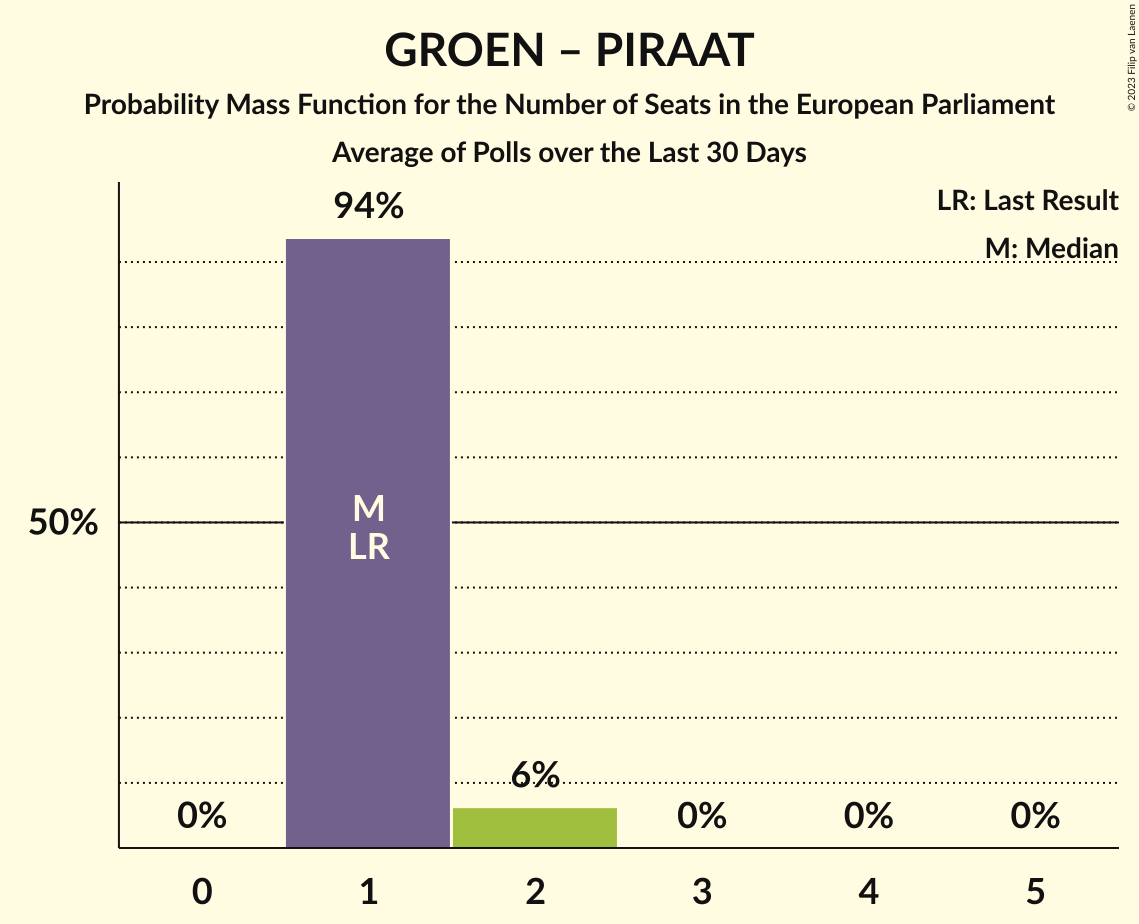 GROEN – PIRAAT
Probability Mass Function for the Number of Seats in the European Parliament
Average of Polls over the Last 30 Days
© 2023 Filip van Laenen
LR: Last Result
M: Median
94%
50%
M
LR
6%
0%
0%
0%
0%
0
1
2
3
4
5